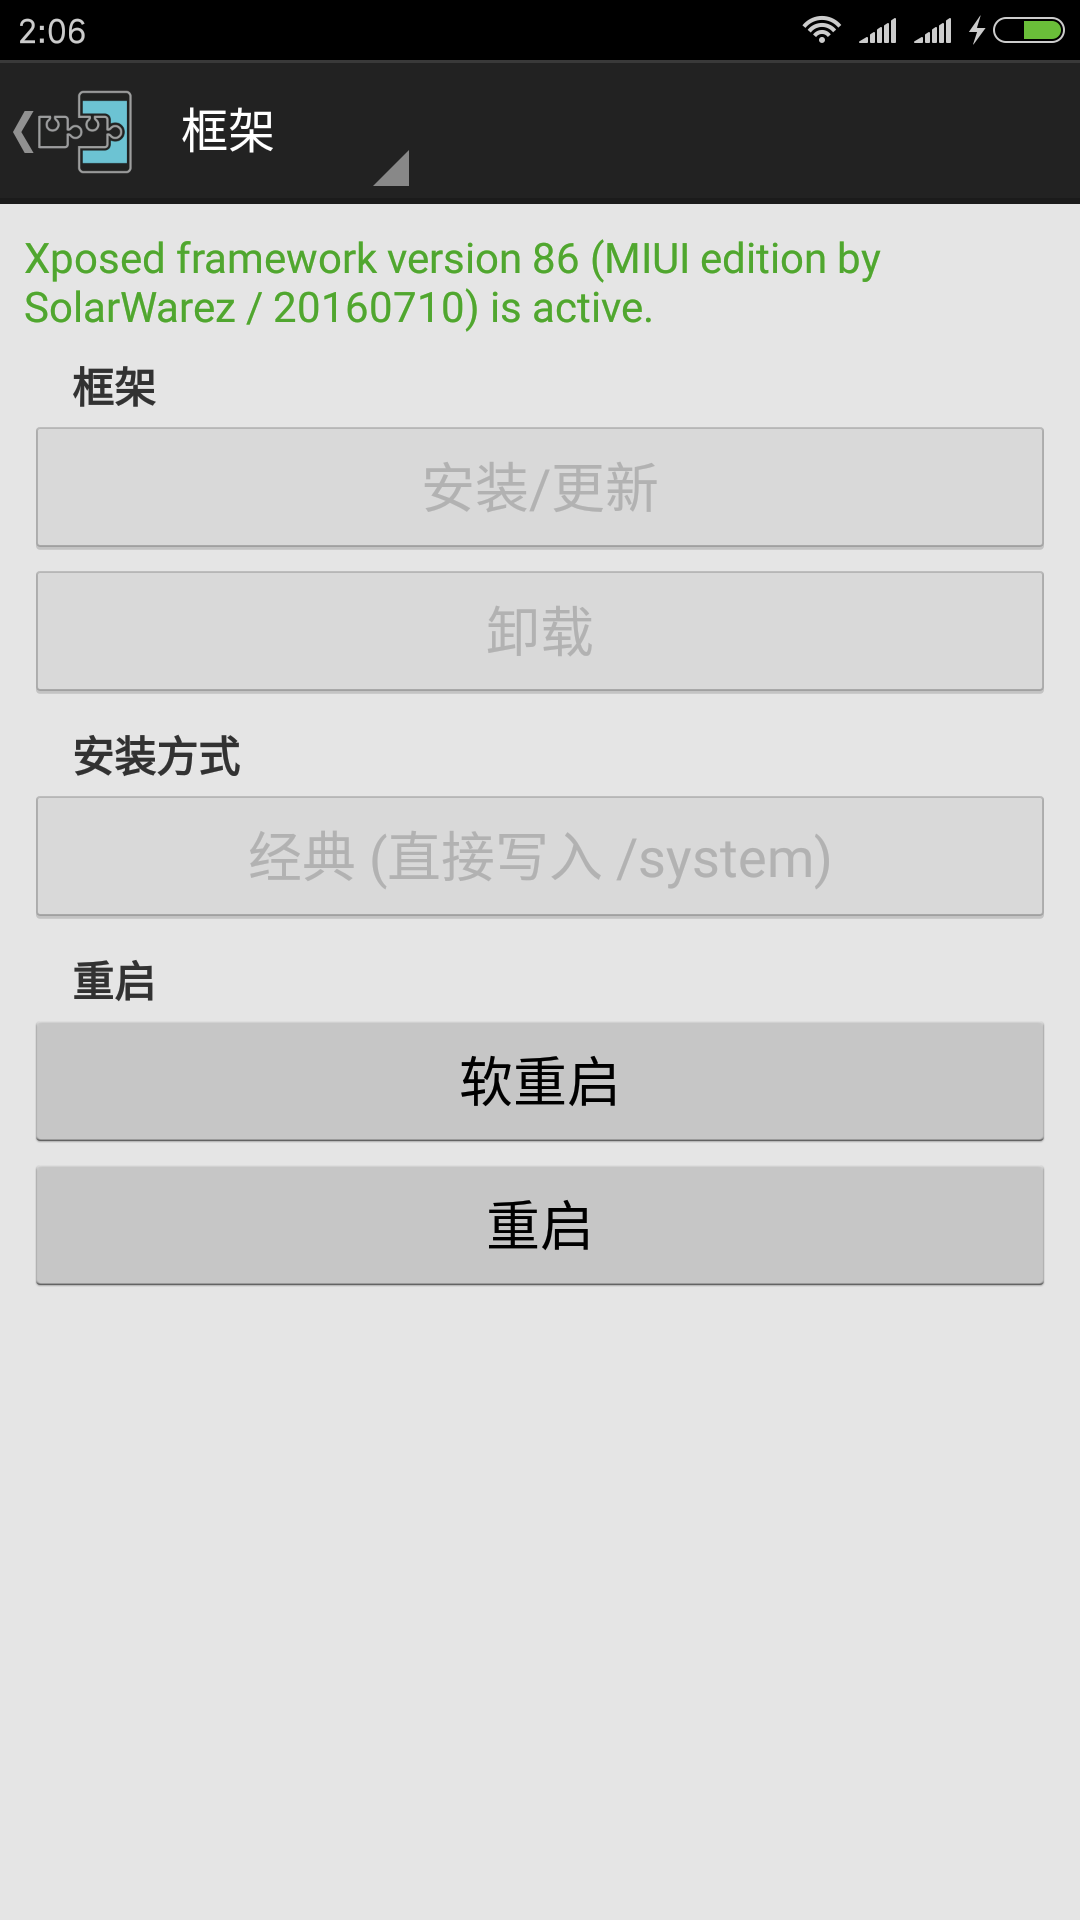 2:06
框架
Xposed framework version 86 (MIUI edition by
SolarWarez / 20160710) is active.
框架
安装/更新
卸载
安装方式
经典 (直接写入 /system)
重启
软重启
重启